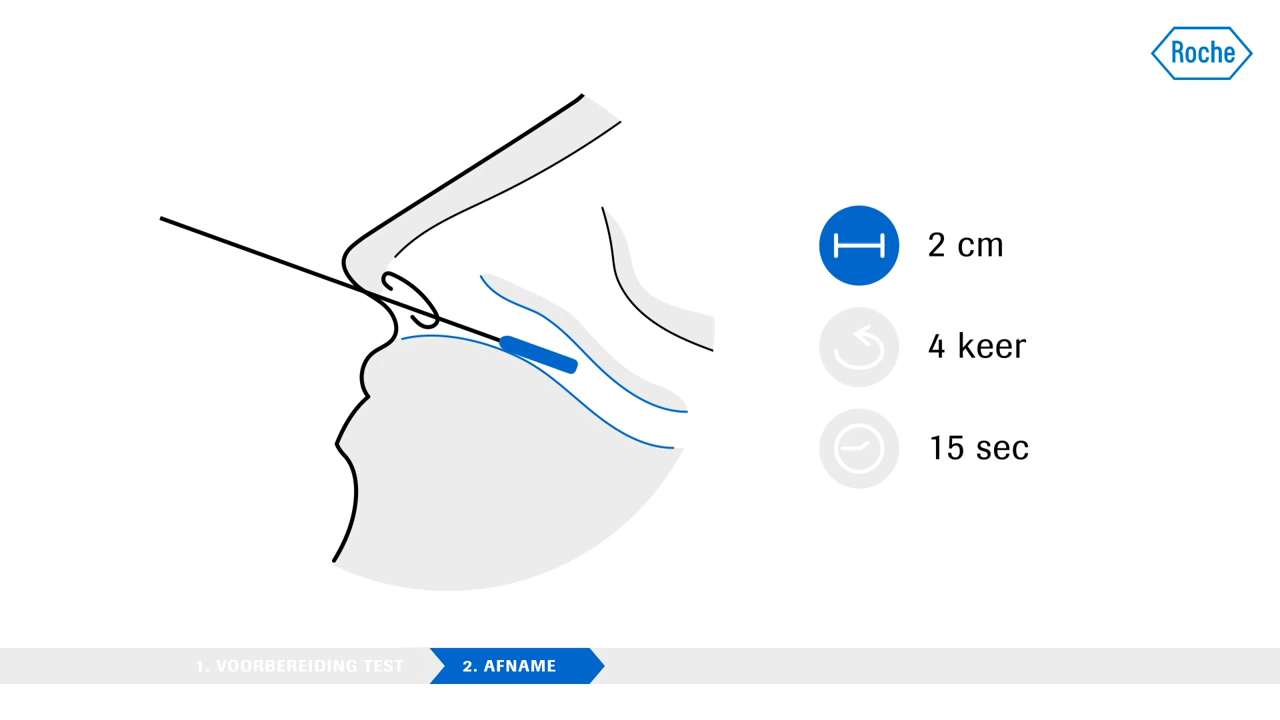 Roche
2 cm
4 keer
15 sec
1. VOORBEREIDING TEST
2. AFNAME